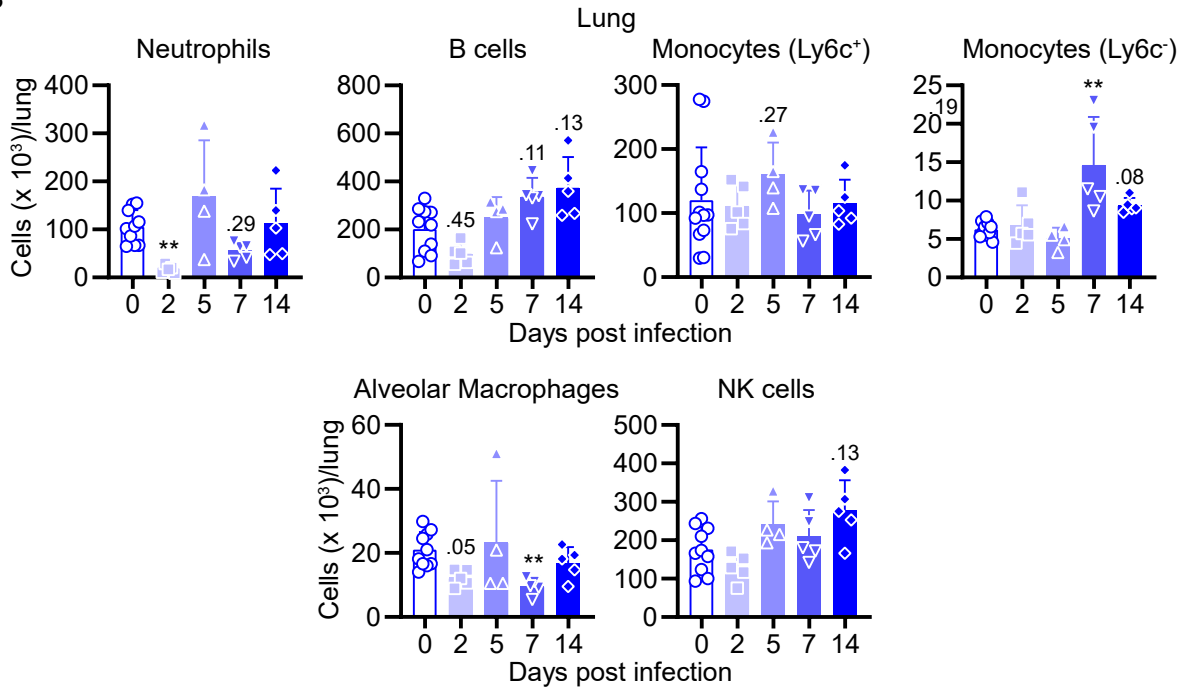 Lung
Neutrophils
B cells
Monocytes (Ly6c⁺)
Monocytes (Ly6c⁻)
Cells (x 10³)/lung
400
300
200
100
0
**
.29
0 2 5 7 14
800
600
400
200
0
.45
.11
.13
0 2 5 7 14
300
200
100
0
.27
0 2 5 7 14
25
20
15
10
5
0
.19
**
.08
0 2 5 7 14
Days post infection
Alveolar Macrophages
NK cells
Cells (x 10³)/lung
60
40
20
0
.05
**
0 2 5 7 14
500
400
300
200
100
0
.13
0 2 5 7 14
Days post infection